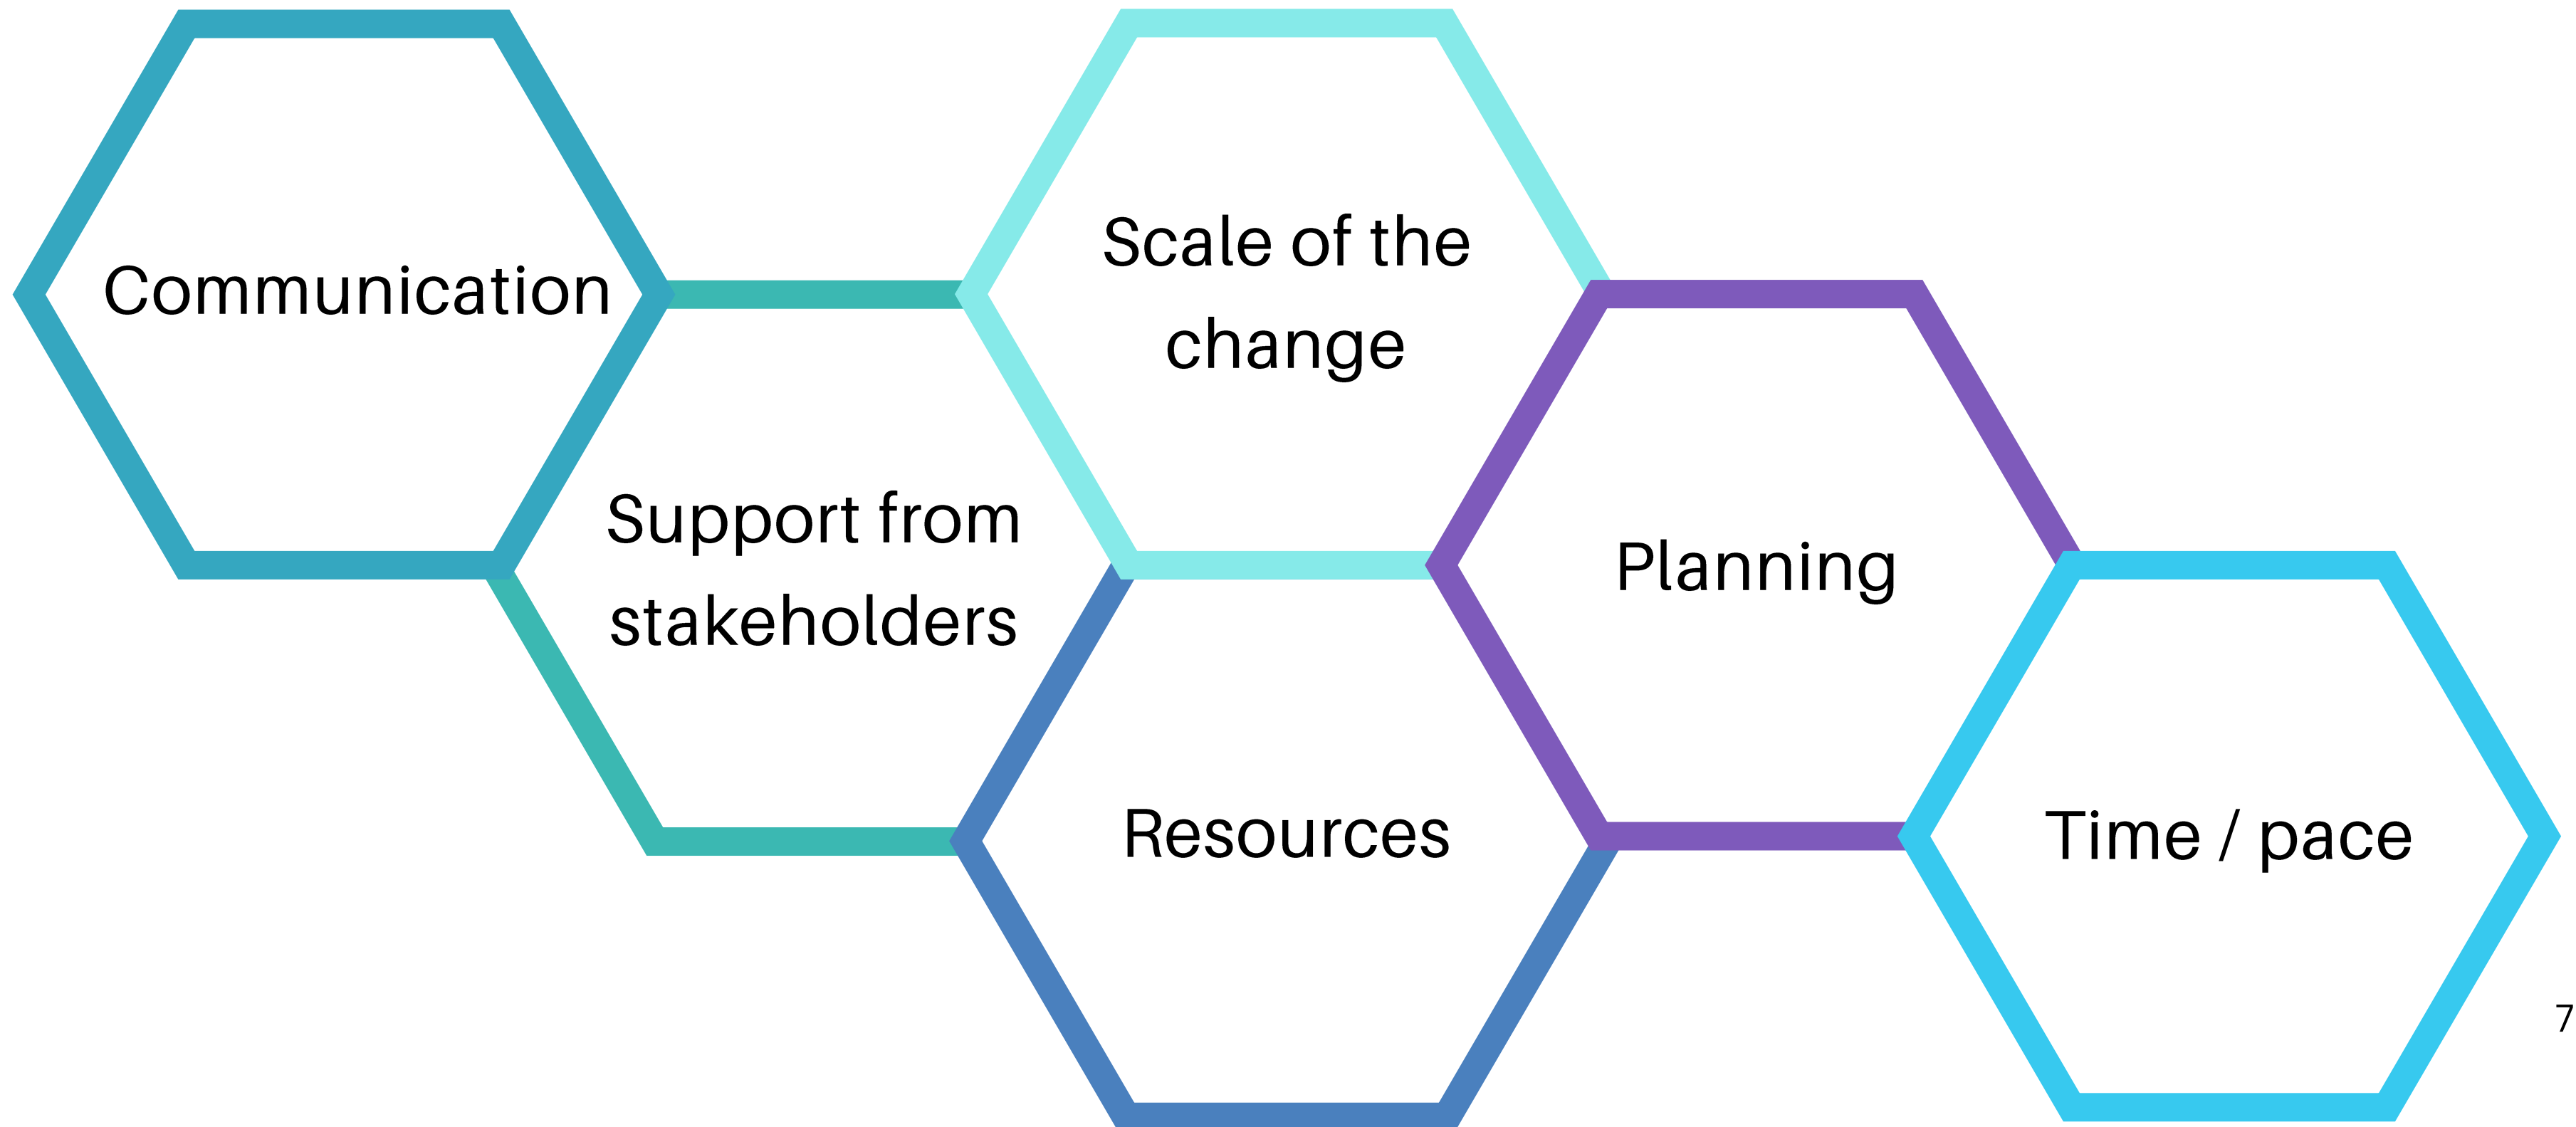 Communication
Scale of the
change
Support from
stakeholders
Planning
Resources
Time / pace
7